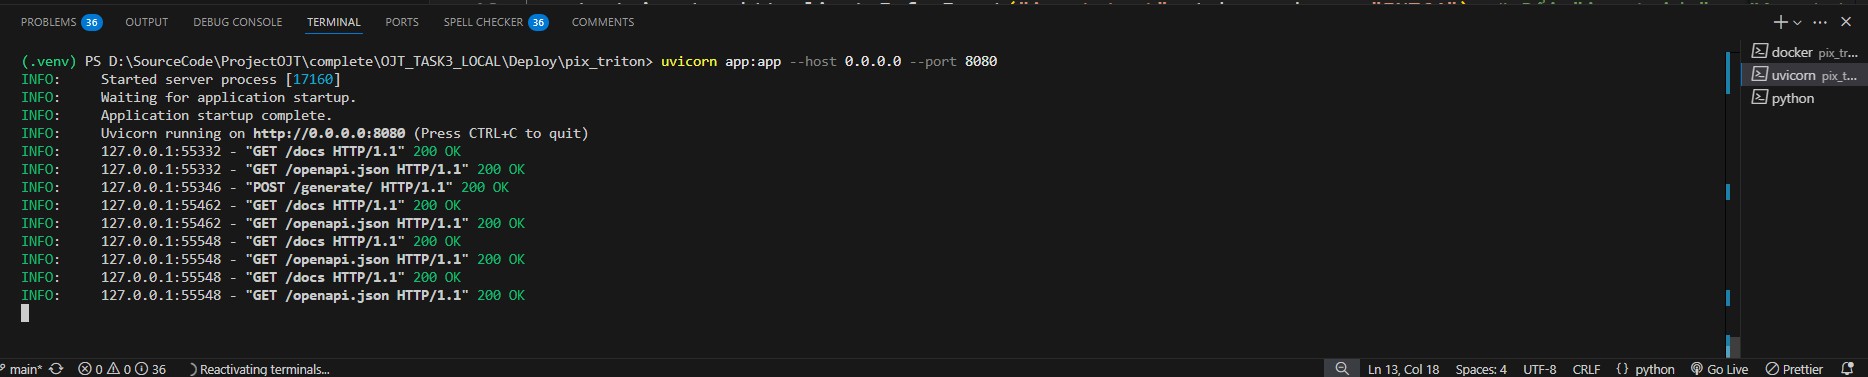 PROBLEMS 36 OUTPUT DEBUG CONSOLE TERMINAL PORTS SPELL CHECKER 36 COMMENTS
(.venv) PS D:\SourceCode\ProjectOJT\complete\OJT_TASK3_LOCAL\Deploy\pix_triton> uvicorn app:app --host 0.0.0.0 --port 8080
INFO: Started server process [17160]
INFO: Waiting for application startup.
INFO: Application startup complete.
INFO: Uvicorn running on http://0.0.0.0:8080 (Press CTRL+C to quit)
INFO: 127.0.0.1:55332 - "GET /docs HTTP/1.1" 200 OK
INFO: 127.0.0.1:55332 - "GET /openapi.json HTTP/1.1" 200 OK
INFO: 127.0.0.1:55346 - "POST /generate/ HTTP/1.1" 200 OK
INFO: 127.0.0.1:55462 - "GET /docs HTTP/1.1" 200 OK
INFO: 127.0.0.1:55462 - "GET /openapi.json HTTP/1.1" 200 OK
INFO: 127.0.0.1:55548 - "GET /docs HTTP/1.1" 200 OK
INFO: 127.0.0.1:55548 - "GET /openapi.json HTTP/1.1" 200 OK
INFO: 127.0.0.1:55548 - "GET /docs HTTP/1.1" 200 OK
INFO: 127.0.0.1:55548 - "GET /openapi.json HTTP/1.1" 200 OK
docker pix_tr...
uvicorn pix_t...
python
main* 0 0 36 Reactivating terminals... Ln 13, Col 18 Spaces: 4 UTF-8 CRLF {} python Go Live Prettier